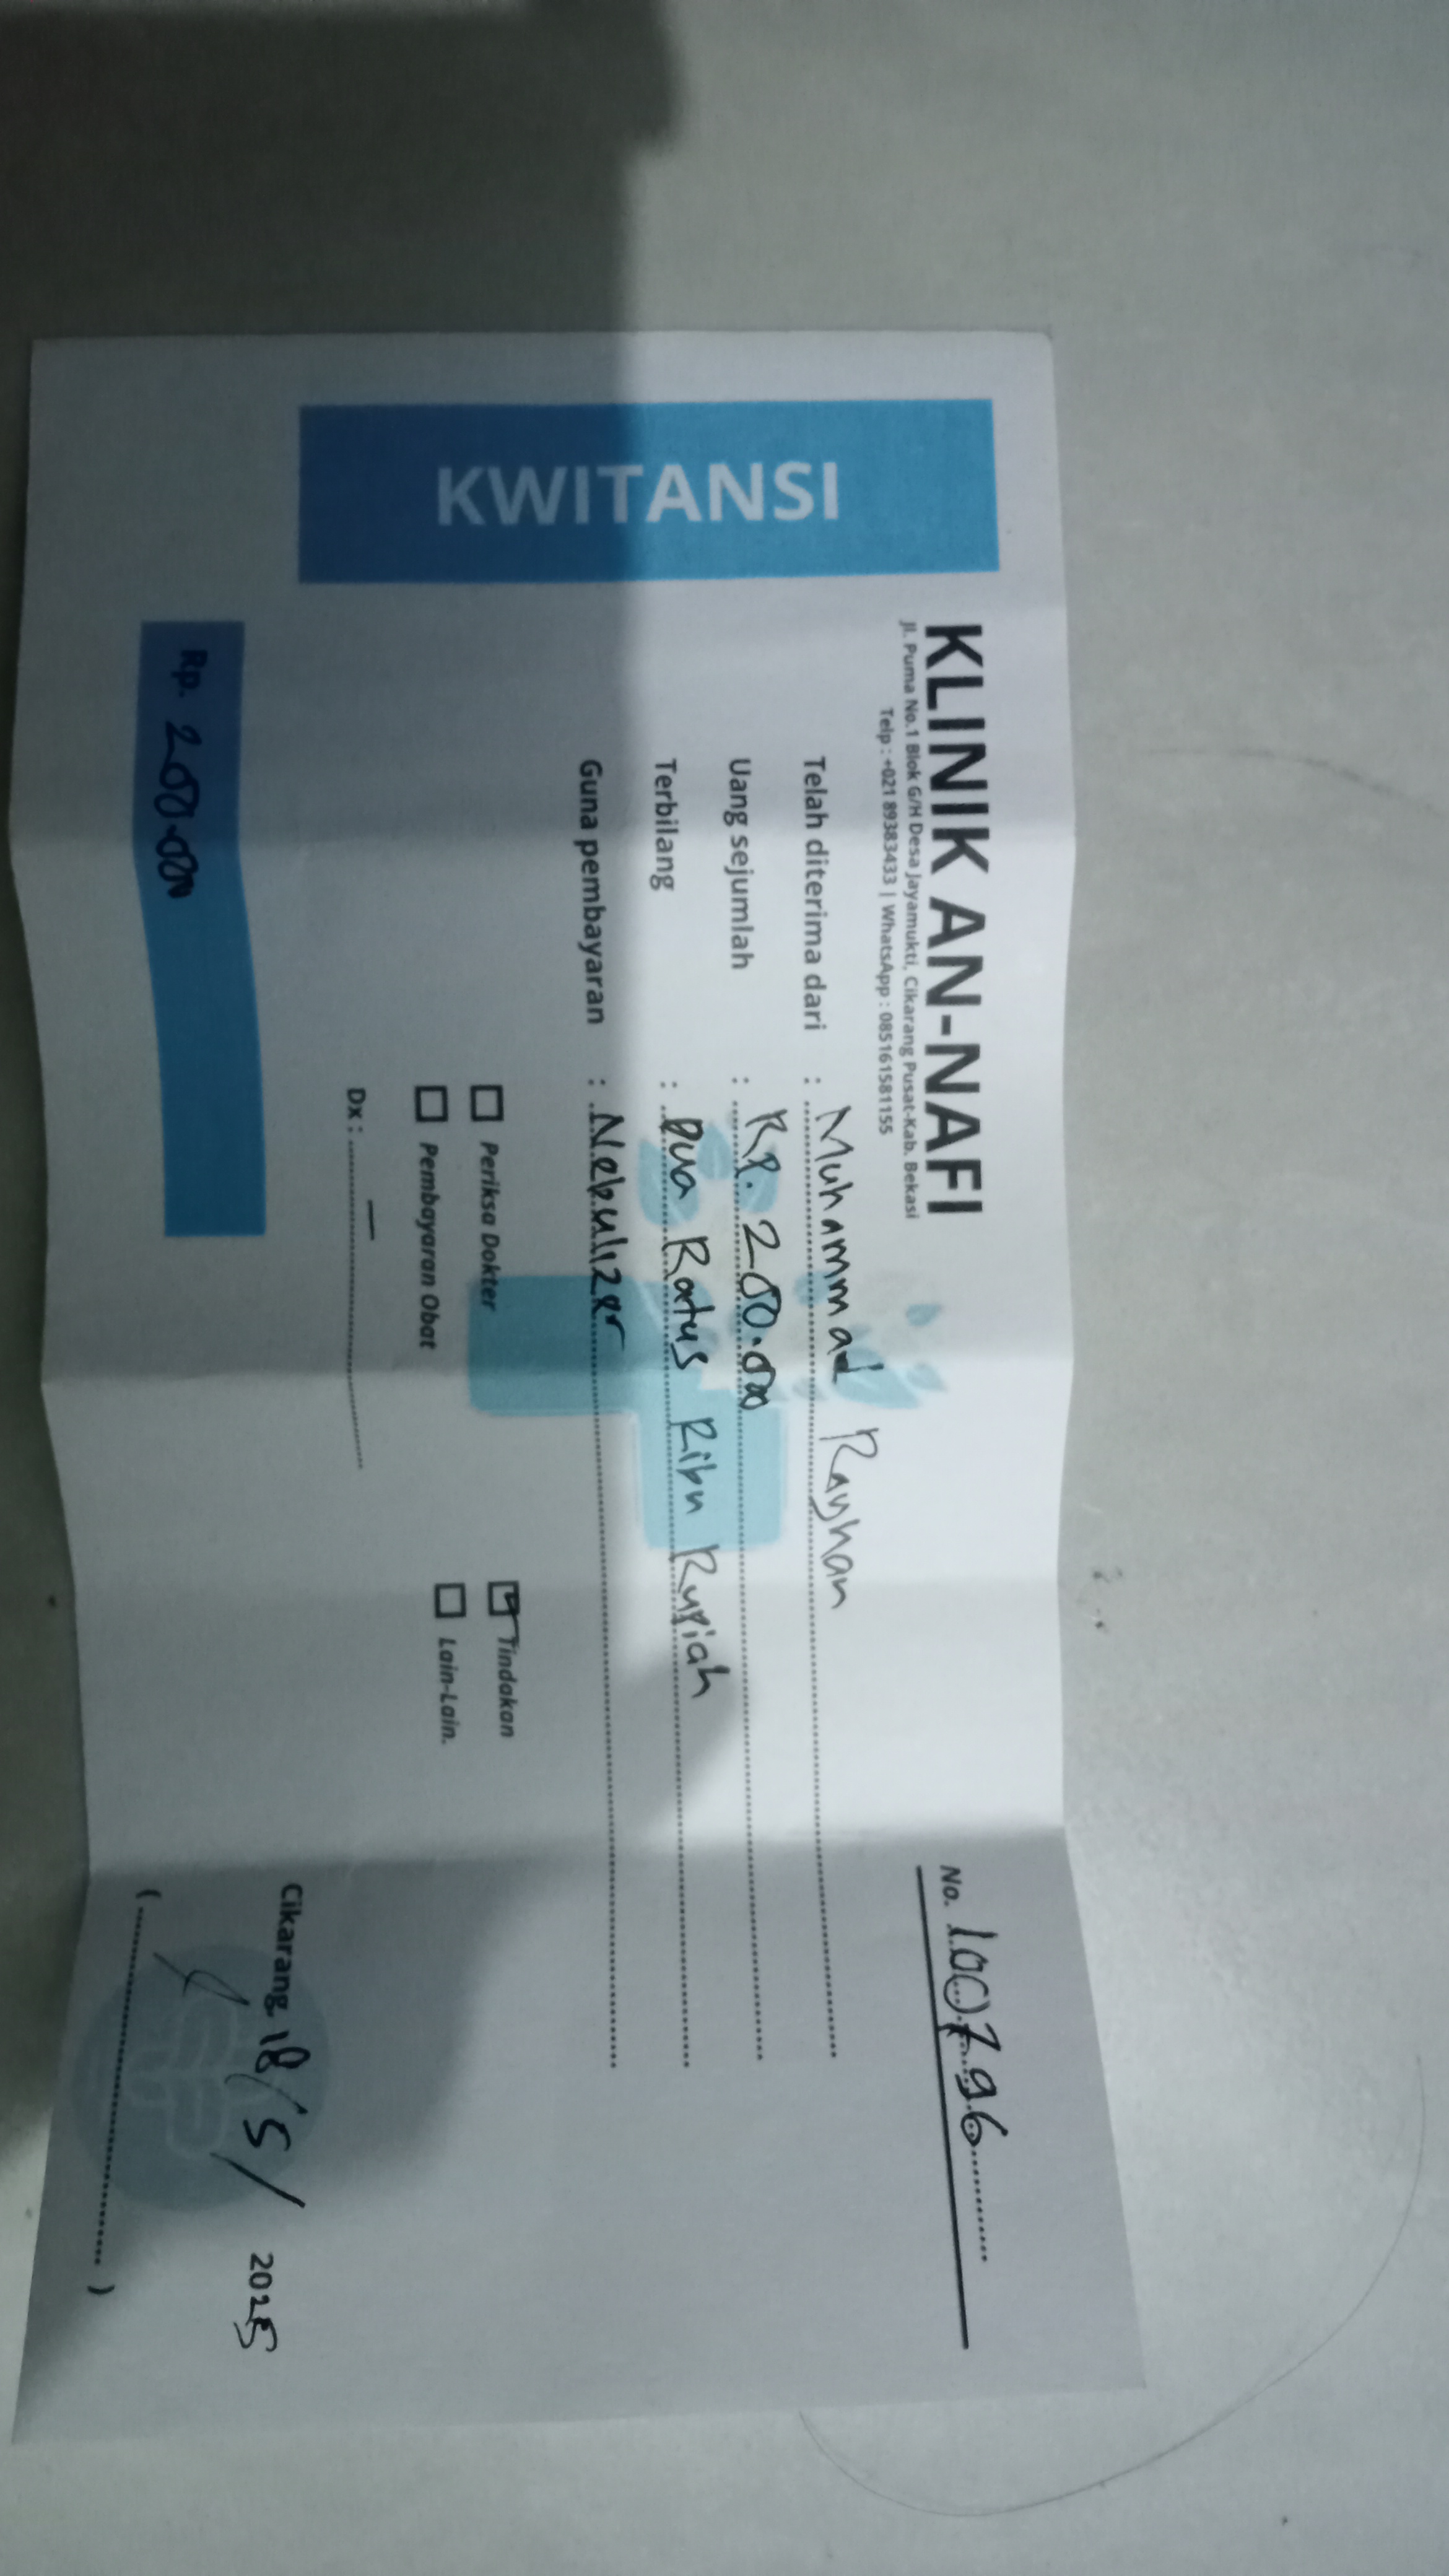 KWITANSI
KLINIK AN-NAFI
Jl. Puma No.1 Blok G/H Desa Jayamukti, Cikarang Pusat-Kab. Bekasi
Telp : +021 89383433 | WhatsApp : 085161581155
No. 100796
Telah diterima dari : Muhammad Rayhan
Uang sejumlah : Rp. 200.000
Terbilang : Dua Ratus Ribu Rupiah
Guna pembayaran : Nebulizer
Periksa Dokter
Tindakan
Pembayaran Obat
Lain-Lain.
Dx : —
Cikarang, 18/5/2025
Rp. 200.000